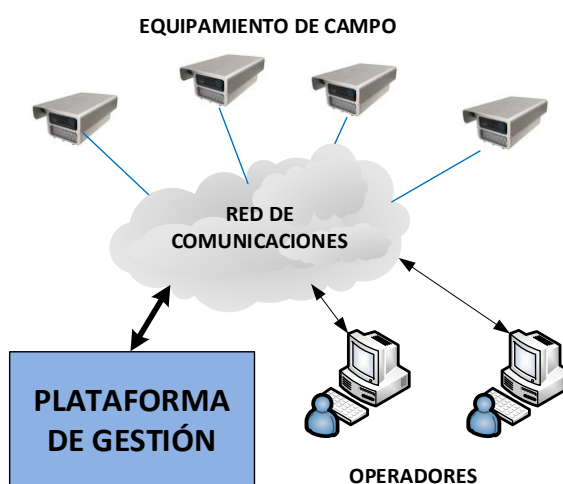 EQUIPAMIENTO DE CAMPO
RED DE
COMUNICACIONES
PLATAFORMA
DE GESTIÓN
OPERADORES